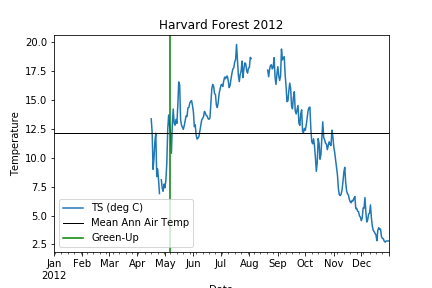 Harvard Forest 2012
Temperature
20.0
17.5
15.0
12.5
10.0
7.5
5.0
2.5
TS (deg C)
Mean Ann Air Temp
Green-Up
Jan Feb Mar Apr May Jun Jul Aug Sep Oct Nov Dec
2012